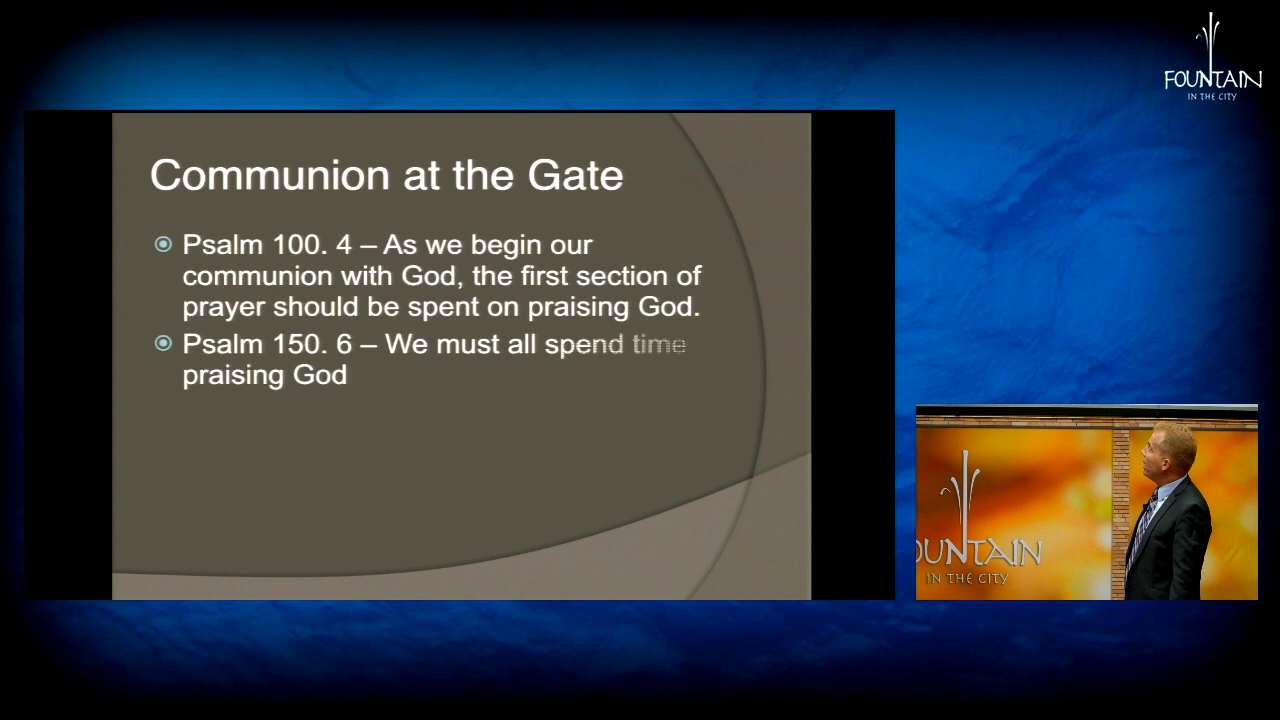 FOUNTAIN
IN THE CITY
Communion at the Gate
Psalm 100. 4 – As we begin our
communion with God, the first section of
prayer should be spent on praising God.
Psalm 150. 6 – We must all spend time
praising God
OUNTAIN
IN THE CITY